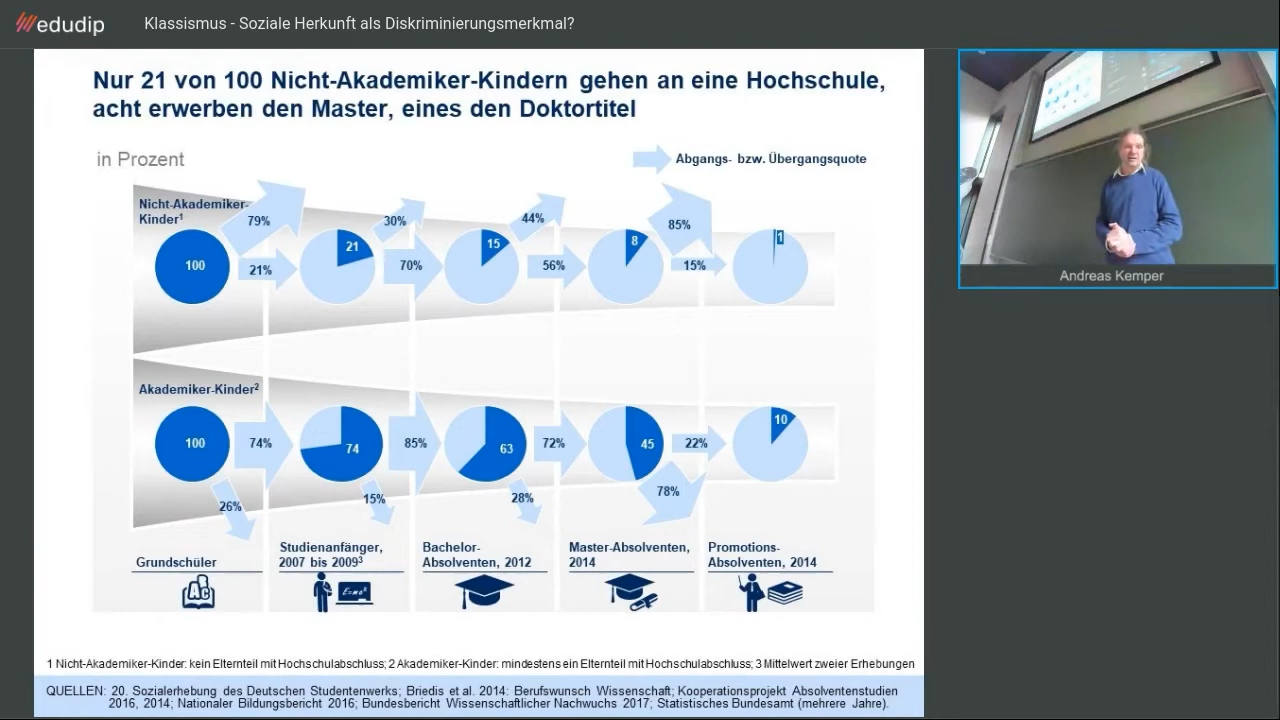 edudip
Klassismus - Soziale Herkunft als Diskriminierungsmerkmal?
Nur 21 von 100 Nicht-Akademiker-Kindern gehen an eine Hochschule,
acht erwerben den Master, eines den Doktortitel
in Prozent
Abgangs- bzw. Übergangsquote
Nicht-Akademiker-
Kinder¹
79%
30%
44%
85%
100
21%
21
70%
15
56%
8
15%
1
Akademiker-Kinder²
100
74%
74
85%
63
72%
45
22%
10
26%
15%
28%
78%
Grundschüler
Studienanfänger,
2007 bis 2009³
Bachelor-
Absolventen, 2012
Master-Absolventen,
2014
Promotions-
Absolventen, 2014
1 Nicht-Akademiker-Kinder: kein Elternteil mit Hochschulabschluss; 2 Akademiker-Kinder: mindestens ein Elternteil mit Hochschulabschluss; 3 Mittelwert zweier Erhebungen
QUELLEN: 20. Sozialerhebung des Deutschen Studentenwerks; Briedis et al. 2014: Berufswunsch Wissenschaft; Kooperationsprojekt Absolventenstudien
2016, 2014; Nationaler Bildungsbericht 2016; Bundesbericht Wissenschaftlicher Nachwuchs 2017; Statistisches Bundesamt (mehrere Jahre).
Andreas Kemper